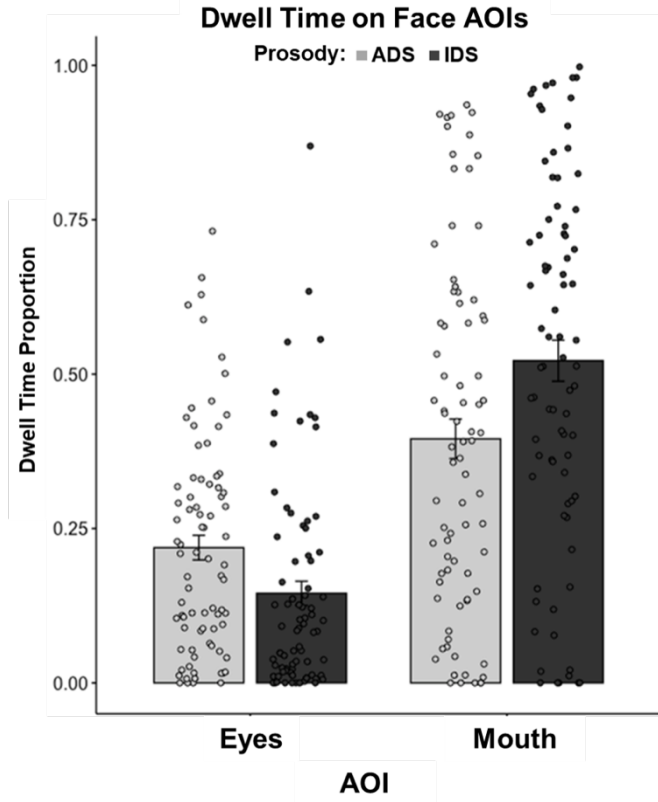 Dwell Time on Face AOIs
Prosody: ADS IDS
1.00
0.75
0.50
0.25
0.00
Dwell Time Proportion
Eyes Mouth
AOI